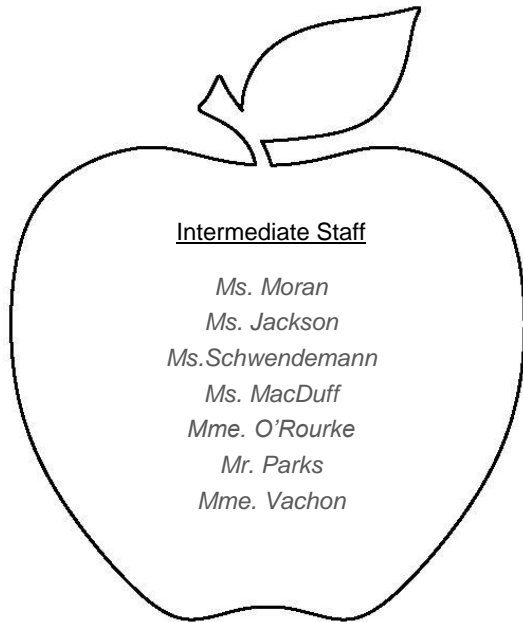 Intermediate Staff
Ms. Moran
Ms. Jackson
Ms.Schwendemann
Ms. MacDuff
Mme. O’Rourke
Mr. Parks
Mme. Vachon